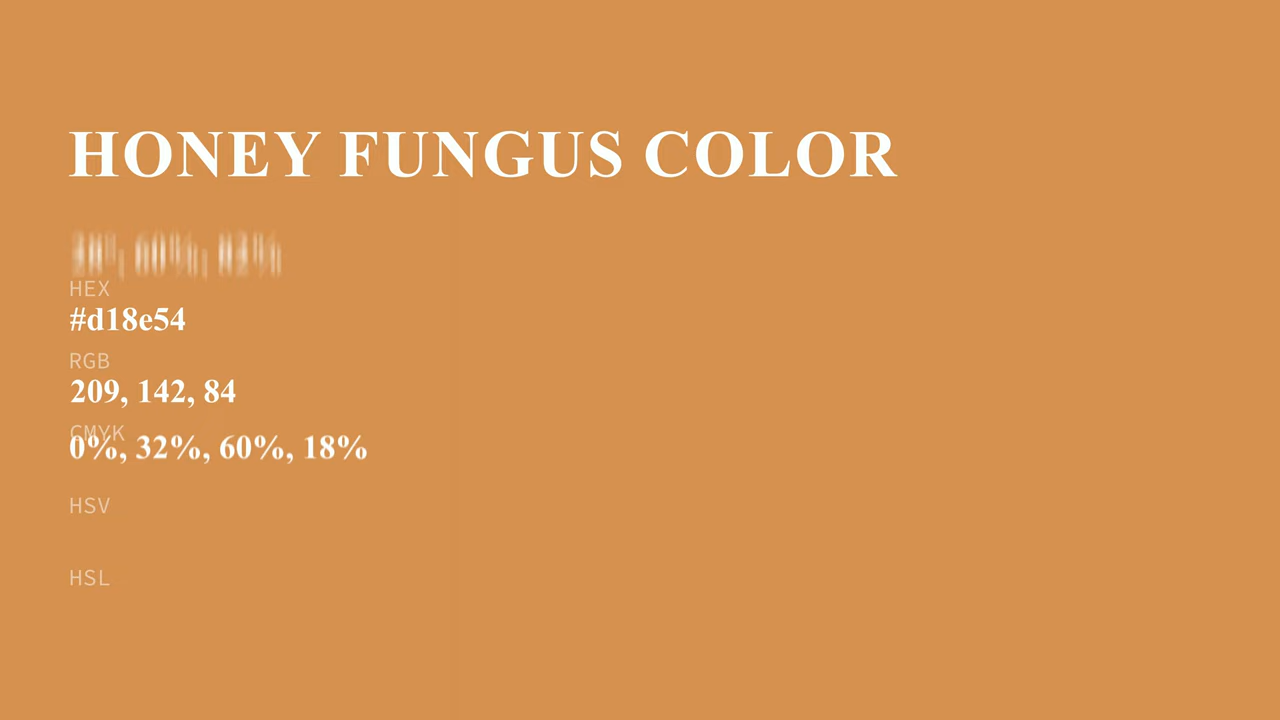 HONEY FUNGUS COLOR
HEX
#d18e54
RGB
209, 142, 84
CMYK
0%, 32%, 60%, 18%
HSV
HSL